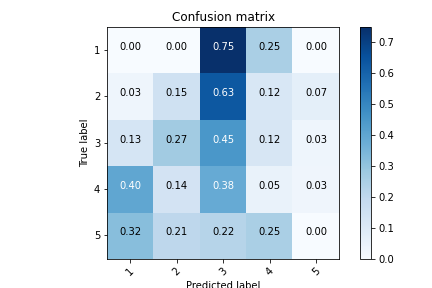 Confusion matrix
1 0.00 0.00 0.75 0.25 0.00
2 0.03 0.15 0.63 0.12 0.07
3 0.13 0.27 0.45 0.12 0.03
4 0.40 0.14 0.38 0.05 0.03
5 0.32 0.21 0.22 0.25 0.00
1 2 3 4 5
True label
Predicted label
0.7
0.6
0.5
0.4
0.3
0.2
0.1
0.0